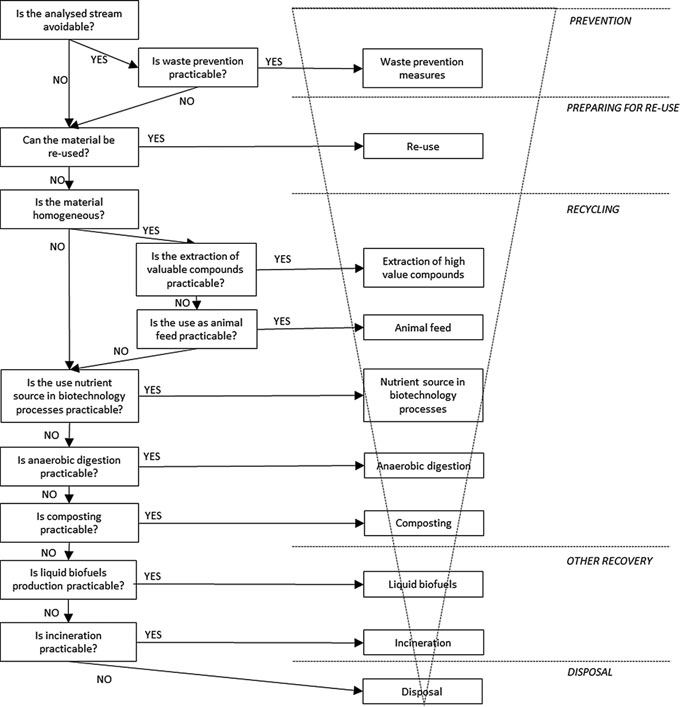 Is the analysed stream
avoidable?
PREVENTION
YES
Is waste prevention
practicable?
YES
Waste prevention
measures
NO
NO
PREPARING FOR RE-USE
Can the material be
re-used?
YES
Re-use
NO
Is the material
homogeneous?
RECYCLING
YES
NO
Is the extraction of
valuable compounds
practicable?
YES
Extraction of high
value compounds
NO
Is the use as animal
feed practicable?
YES
Animal feed
NO
Is the use nutrient
source in biotechnology
processes practicable?
YES
Nutrient source in
biotechnology
processes
NO
Is anaerobic digestion
practicable?
YES
Anaerobic digestion
NO
Is composting
practicable?
YES
Composting
NO
OTHER RECOVERY
Is liquid biofuels
production practicable?
YES
Liquid biofuels
NO
Is incineration
practicable?
YES
Incineration
DISPOSAL
NO
Disposal